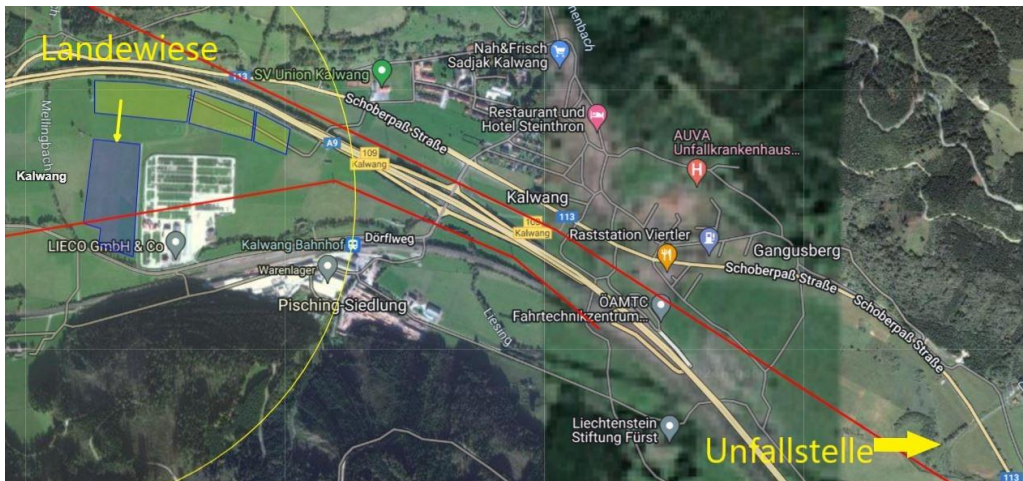 Landewiese
Nah&Frisch
Sadjak Kalwang
113
SV Union Kalwang
Schoberpaß-Straße
Restaurant und
Hotel Steinthron
Mellingbach
A9
AUVA
Unfallkrankenhaus...
109
Kalwang
Kalwang
Kalwang
113
109
Kalwang
LIECO GmbH & Co
Kalwang Bahnhof
Dörflweg
Raststation Viertler
Gangusberg
Warenlager
Schoberpaß-Straße
Schoberpaß-Straße
Pisching-Siedlung
Liesing
ÖAMTC
Fahrtechnikzentrum...
Liechtenstein
Stiftung Fürst
Unfallstelle
113